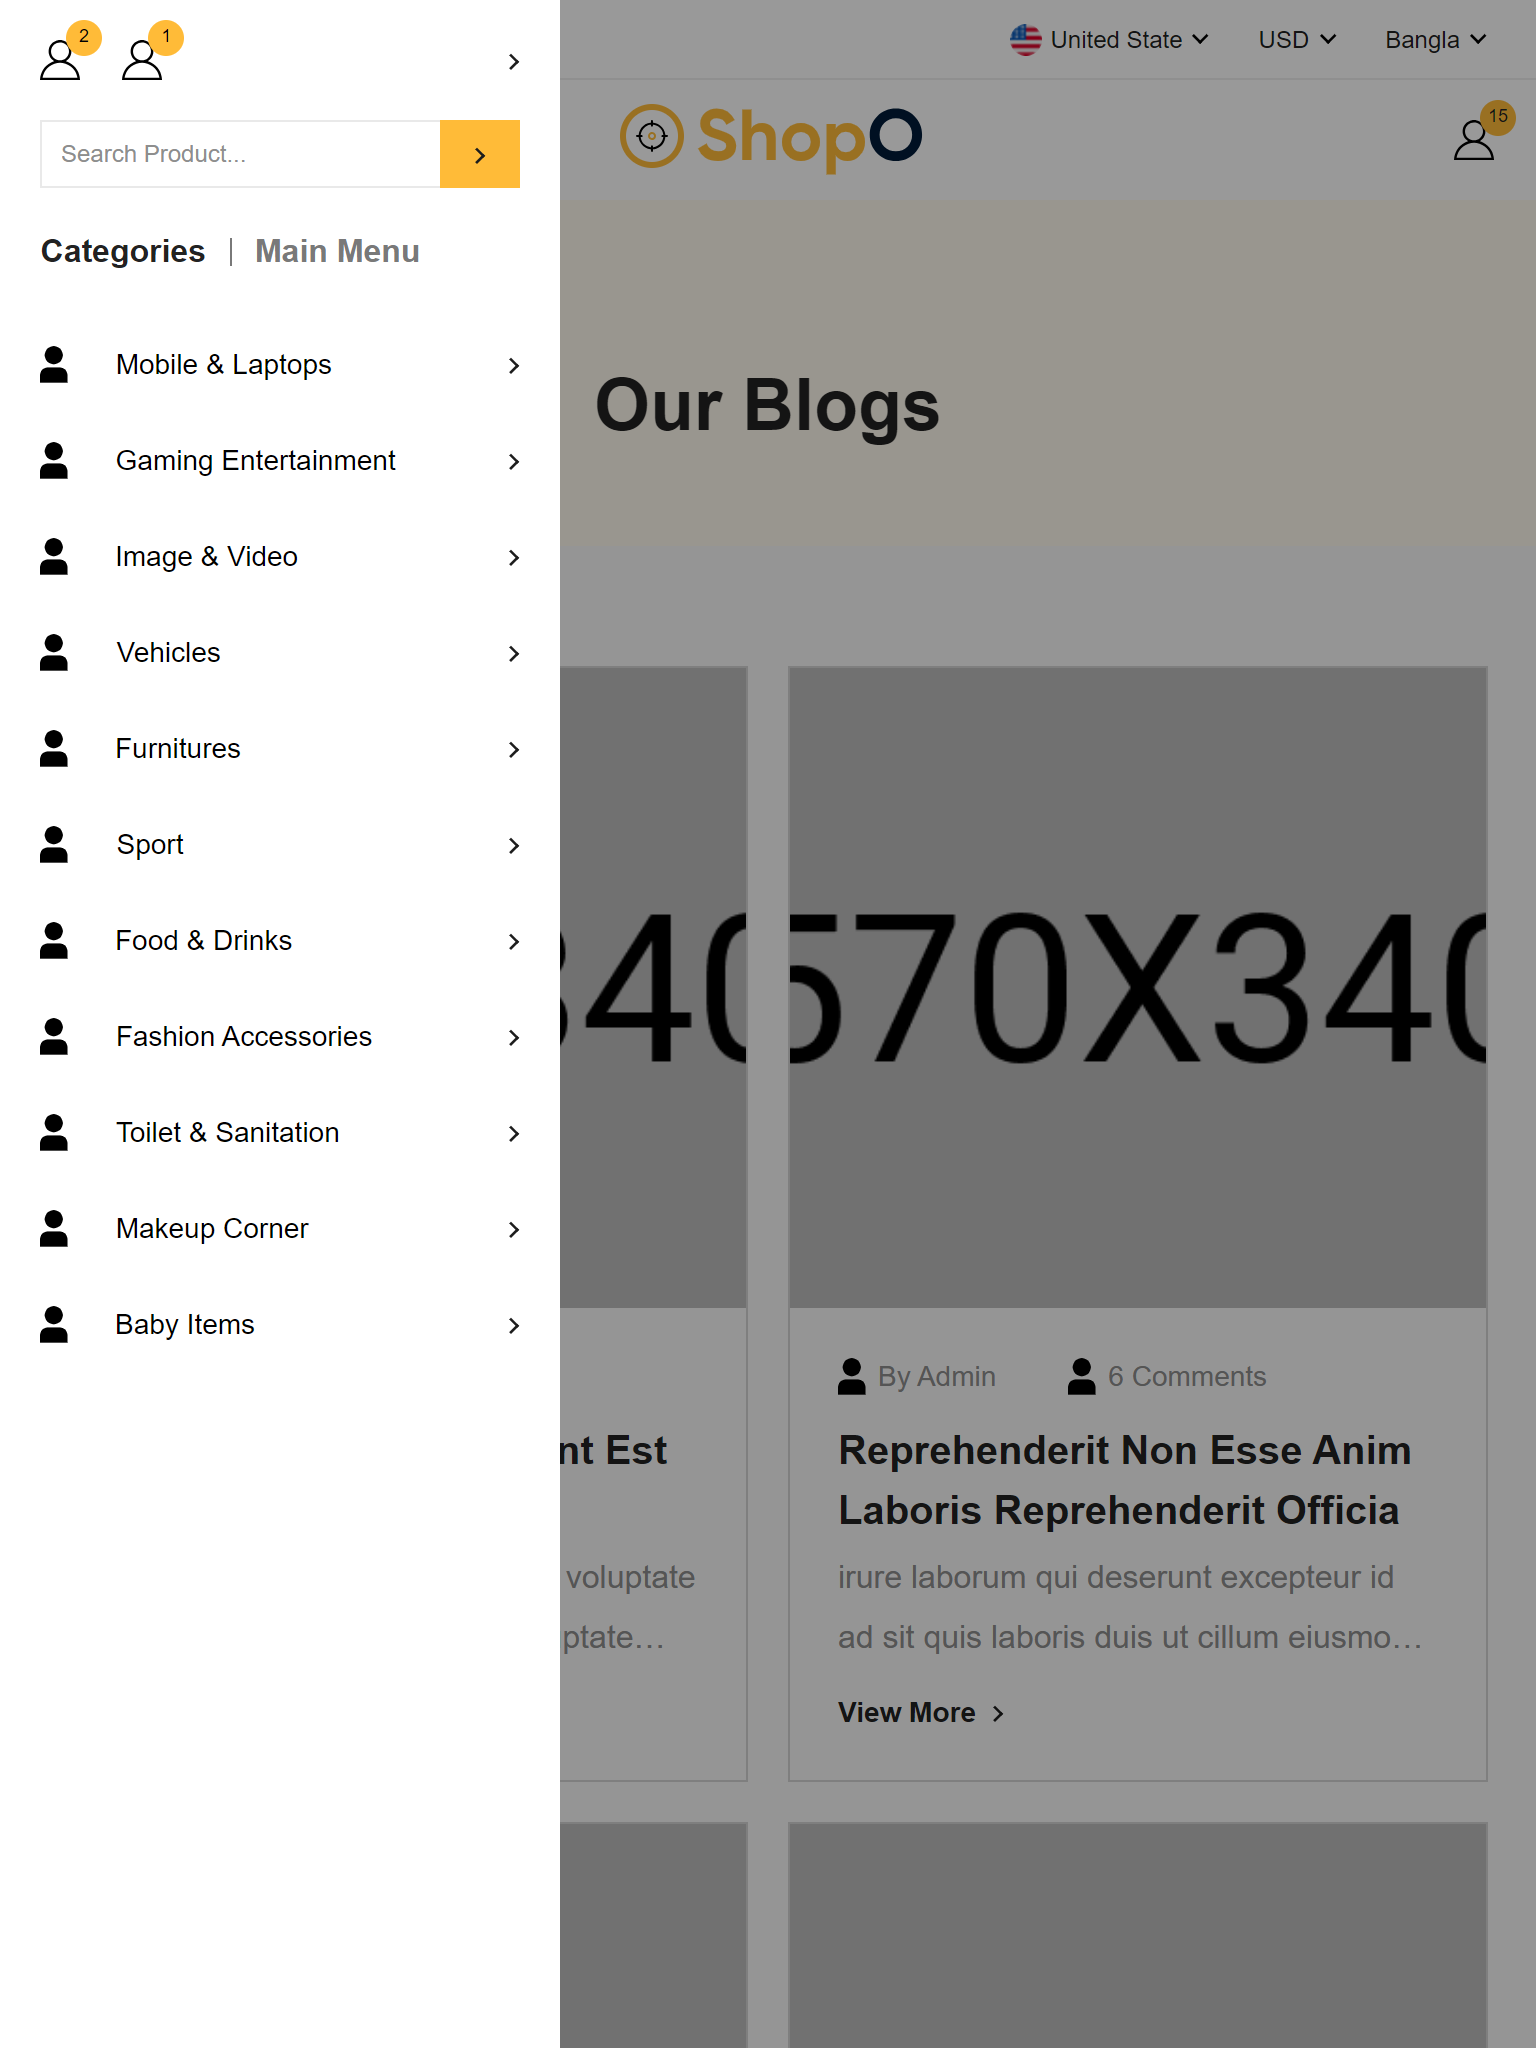 2
1
Search Product...
Categories
Main Menu
Mobile & Laptops
Gaming Entertainment
Image & Video
Vehicles
Furnitures
Sport
Food & Drinks
Fashion Accessories
Toilet & Sanitation
Makeup Corner
Baby Items
United State
USD
Bangla
ShopO
15
Our Blogs
340
570X340
nt Est
voluptate
ptate...
By Admin
6 Comments
Reprehenderit Non Esse Anim
Laboris Reprehenderit Officia
irure laborum qui deserunt excepteur id
ad sit quis laboris duis ut cillum eiusmo...
View More